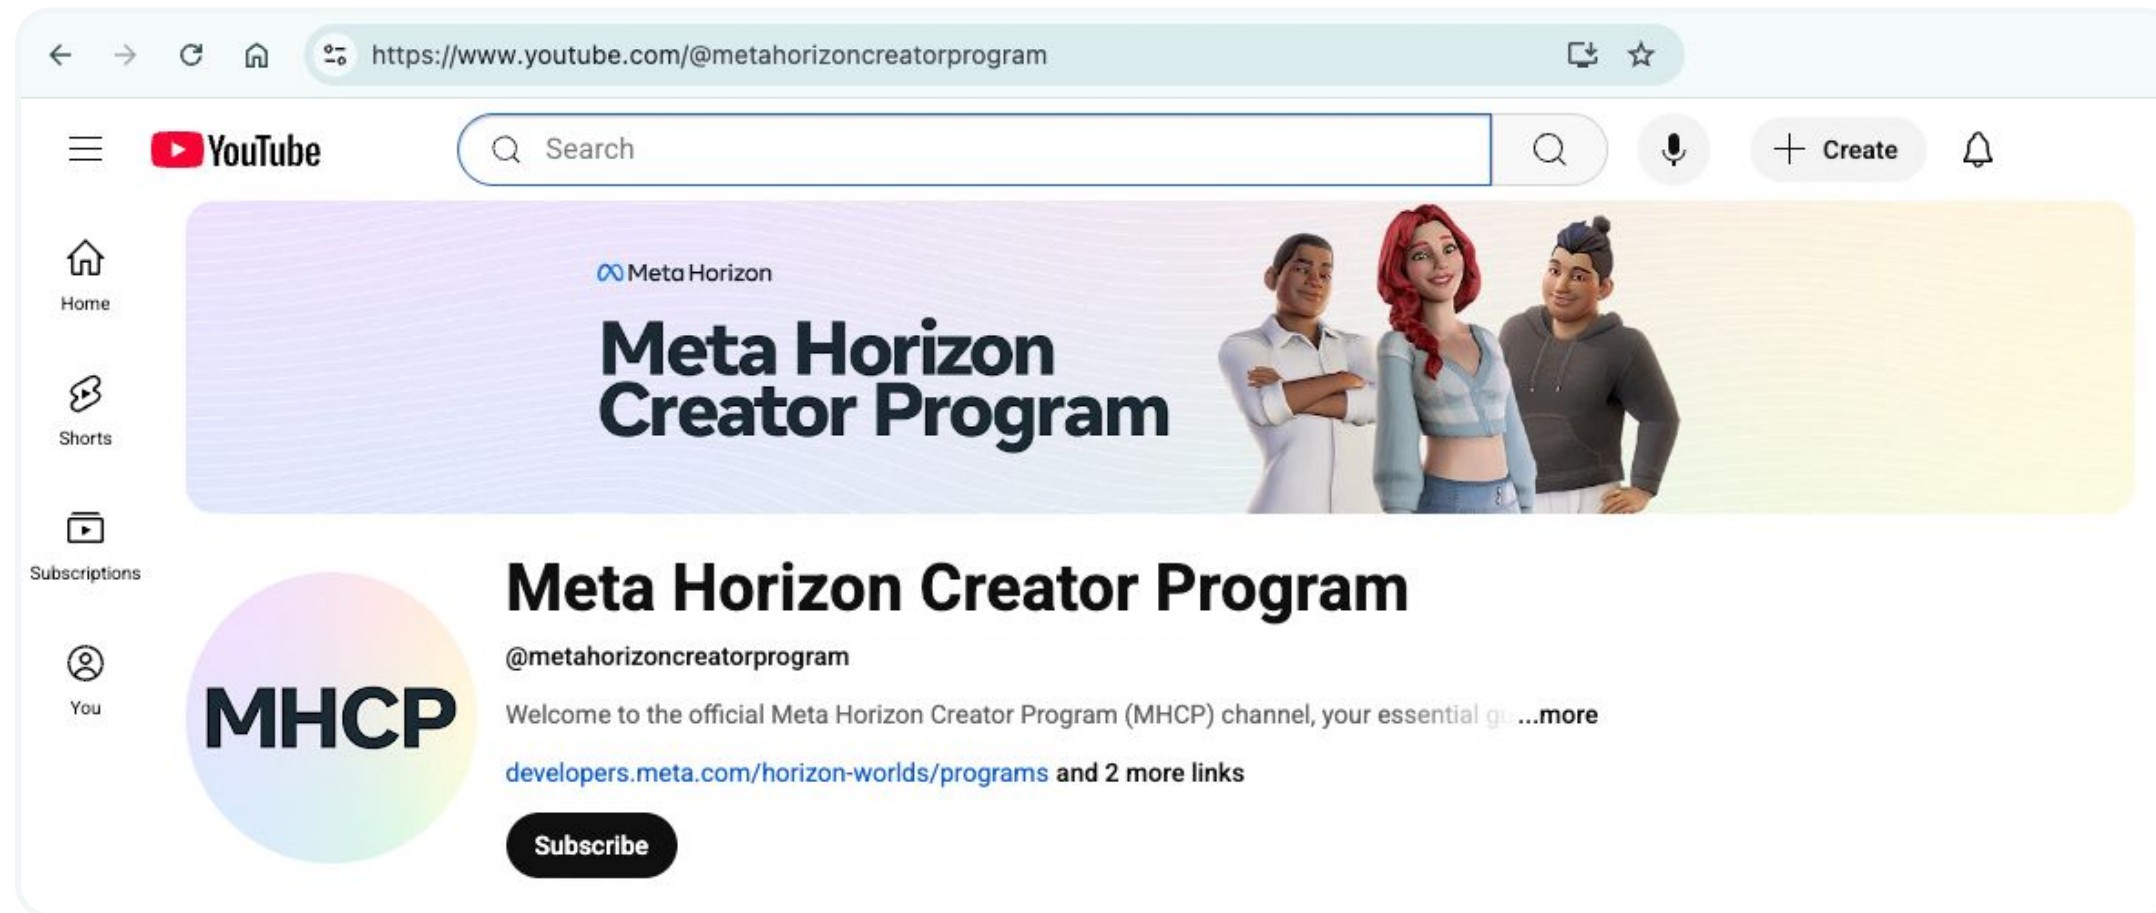 https://www.youtube.com/@metahorizoncreatorprogram
YouTube
Search
Create
Home
Shorts
Subscriptions
You
Meta Horizon
Meta Horizon
Creator Program
MHCP
Meta Horizon Creator Program
@metahorizoncreatorprogram
Welcome to the official Meta Horizon Creator Program (MHCP) channel, your essential ...more
developers.meta.com/horizon-worlds/programs and 2 more links
Subscribe